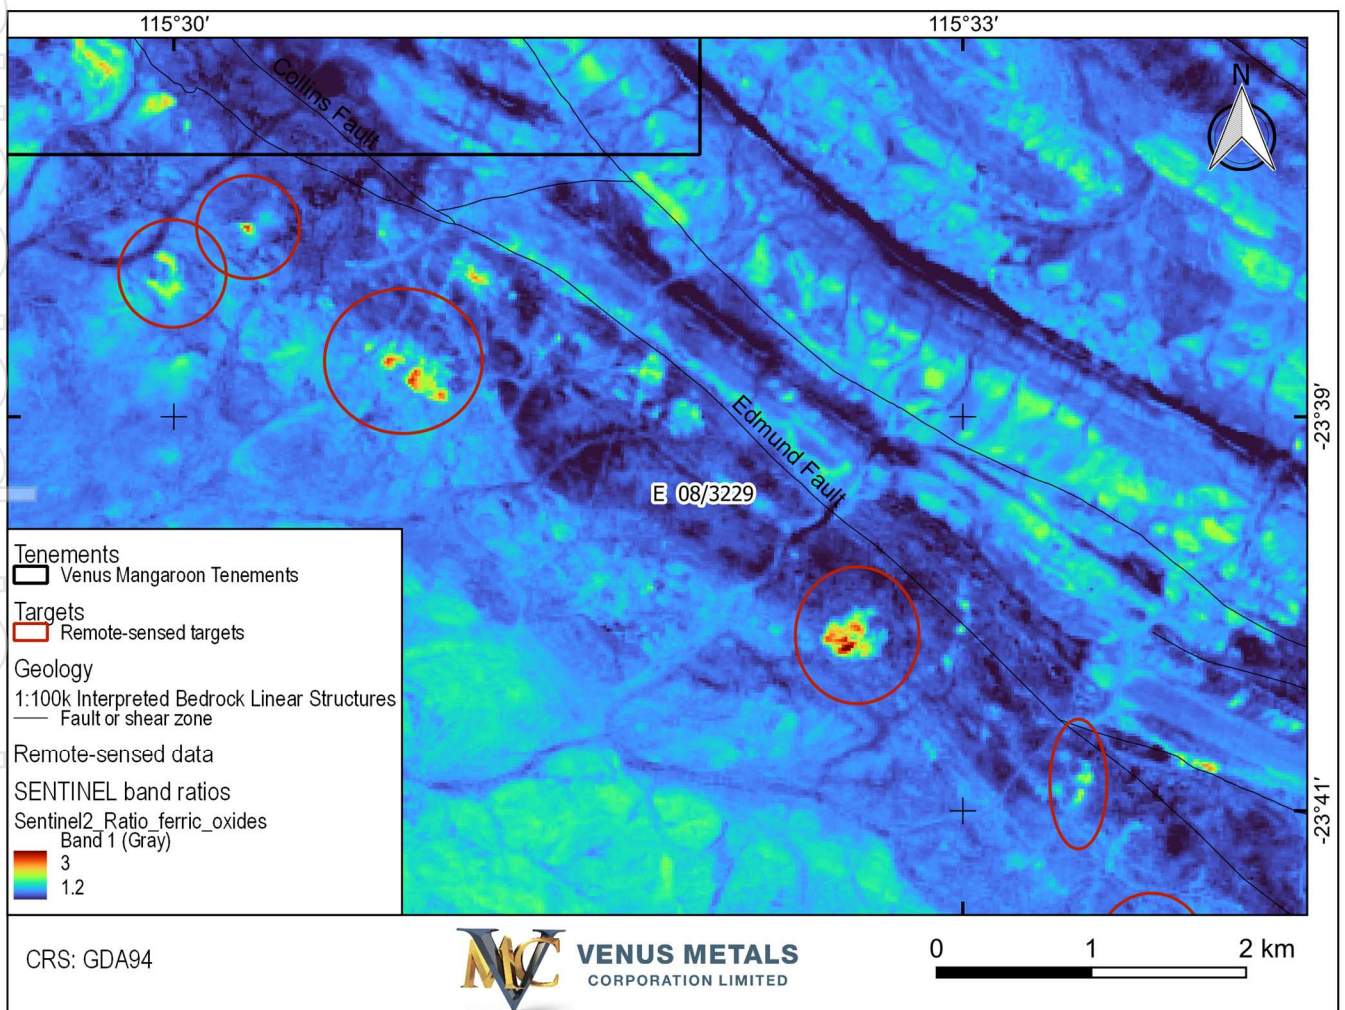 115°30′
115°33′
N
Collins Fault
-23°39′
Edmund Fault
E 08/3229
Tenements
Venus Mangaroon Tenements
Targets
Remote-sensed targets
Geology
1:100k Interpreted Bedrock Linear Structures
Fault or shear zone
Remote-sensed data
SENTINEL band ratios
Sentinel2_Ratio_ferric_oxides
Band 1 (Gray)
3
1.2
-23°41′
CRS: GDA94
VMC
VENUS METALS
CORPORATION LIMITED
0 1 2 km